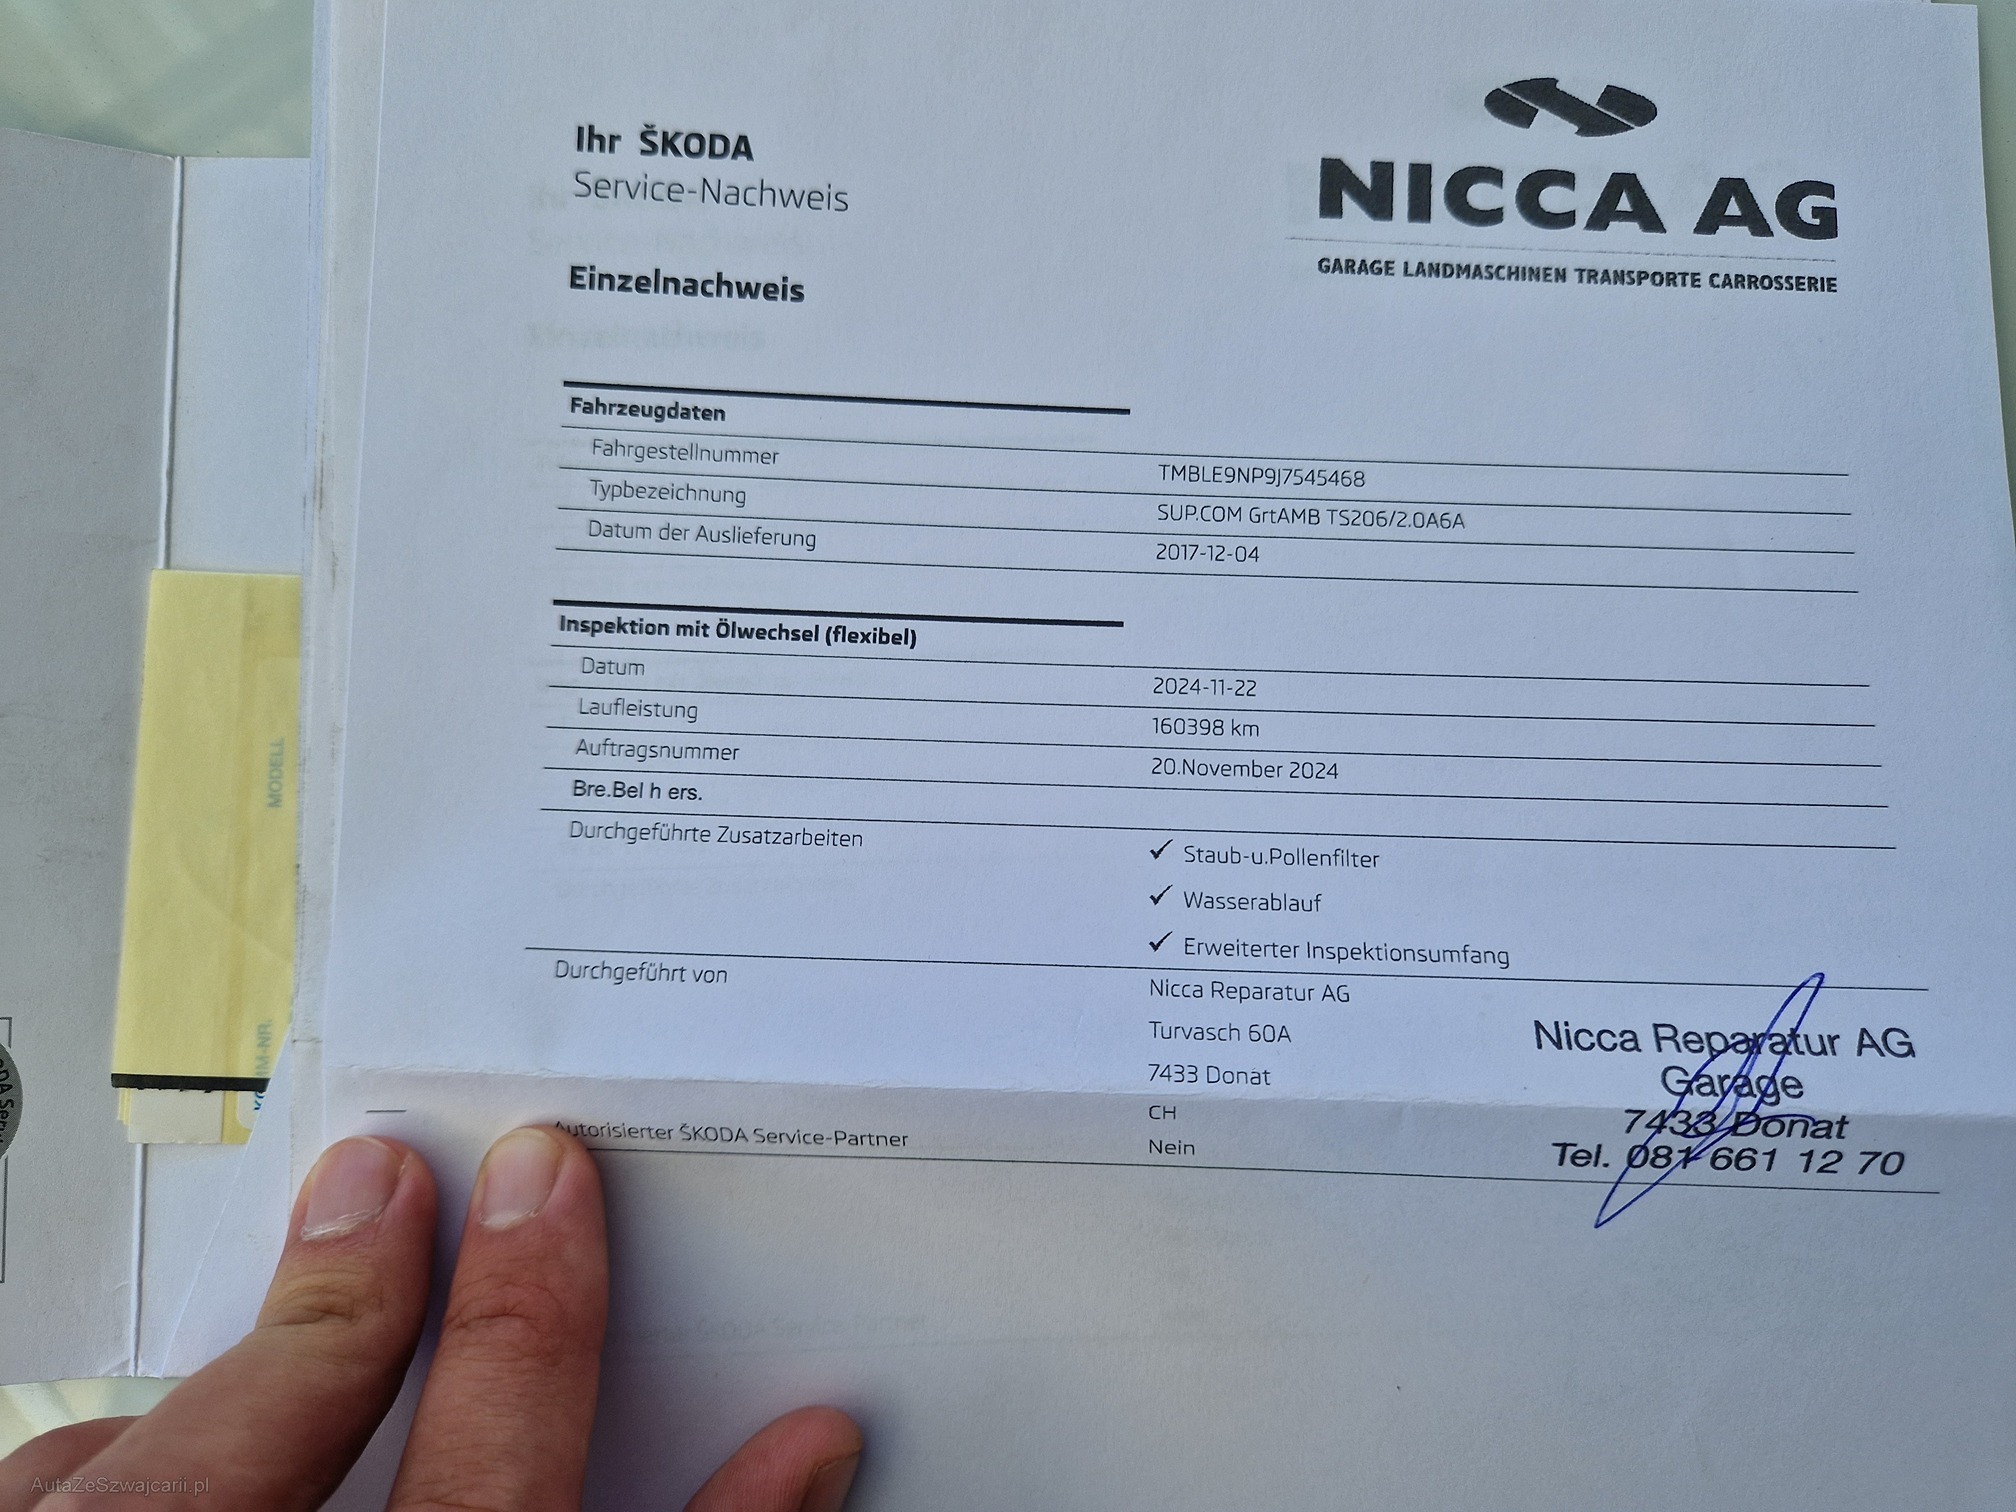 Ihr ŠKODA
Service-Nachweis
Einzelnachweis
NICCA AG
GARAGE LANDMASCHINEN TRANSPORTE CARROSSERIE
Fahrzeugdaten
Fahrgestellnummer TMBLE9NP9J7545468
Typbezeichnung SUP.COM GrtAMB TS206/2.0A6A
Datum der Auslieferung 2017-12-04
Inspektion mit Ölwechsel (flexibel)
Datum 2024-11-22
Laufleistung 160398 km
Auftragsnummer 20.November 2024
Bre.Bel h ers.
Durchgeführte Zusatzarbeiten ✓ Staub-u.Pollenfilter
✓ Wasserablauf
✓ Erweiterter Inspektionsumfang
Durchgeführt von Nicca Reparatur AG
Turvasch 60A
7433 Donat
CH
Autorisierter ŠKODA Service-Partner Nein
Nicca Reparatur AG
Garage
7433 Donat
Tel. 081 661 12 70
MODELL
KOMM-NR.
AutaZeSzwajcarii.pl